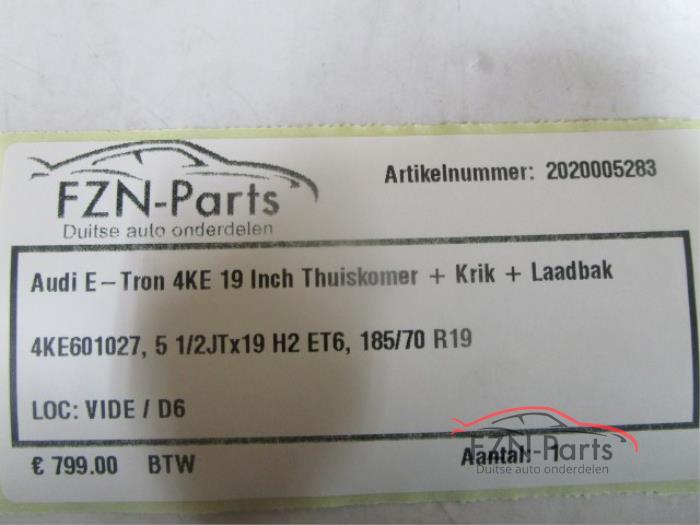 FZN-Parts
Duitse auto onderdelen
Artikelnummer: 2020005283
Audi E-Tron 4KE 19 Inch Thuiskomer + Krik + Laadbak
4KE601027, 5 1/2JTx19 H2 ET6, 185/70 R19
LOC: VIDE / D6
€ 799.00 BTW
Aantal: 1
FZN-Parts
Duitse auto onderdelen